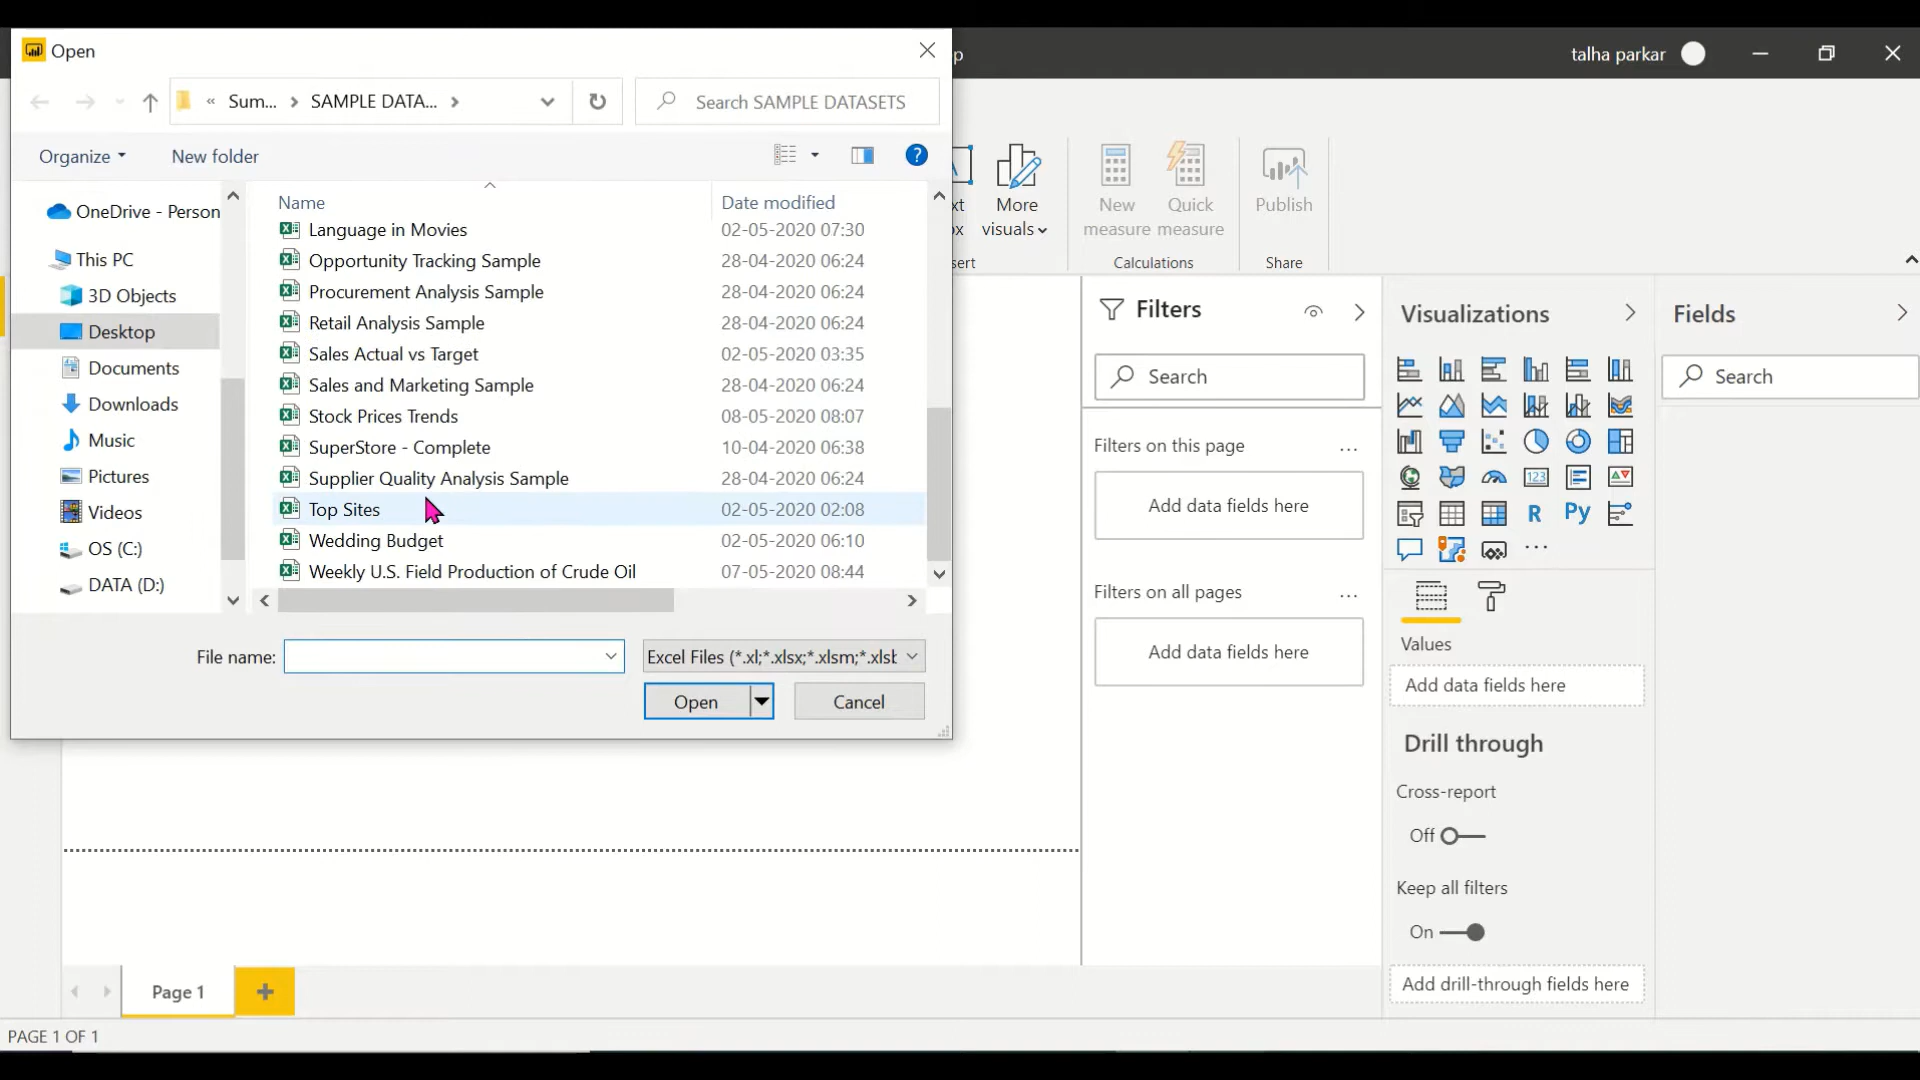 Open
p
talha parkar
« Sum... > SAMPLE DATA... >
Search SAMPLE DATASETS
Organize
New folder
?
OneDrive - Person
This PC
3D Objects
Desktop
Documents
Downloads
Music
Pictures
Videos
OS (C:)
DATA (D:)
Name Date modified
Language in Movies 02-05-2020 07:30
Opportunity Tracking Sample 28-04-2020 06:24
Procurement Analysis Sample 28-04-2020 06:24
Retail Analysis Sample 28-04-2020 06:24
Sales Actual vs Target 02-05-2020 03:35
Sales and Marketing Sample 28-04-2020 06:24
Stock Prices Trends 08-05-2020 08:07
SuperStore - Complete 10-04-2020 06:38
Supplier Quality Analysis Sample 28-04-2020 06:24
Top Sites 02-05-2020 02:08
Wedding Budget 02-05-2020 06:10
Weekly U.S. Field Production of Crude Oil 07-05-2020 08:44
File name:
Excel Files (*.xl;*.xlsx;*.xlsm;*.xlsb
Open
Cancel
xt
ox
More
visuals
sert
New
measure
Quick
measure
Calculations
Publish
Share
Filters
Search
Filters on this page ...
Add data fields here
Filters on all pages ...
Add data fields here
Visualizations
123
R
Py
...
Values
Add data fields here
Drill through
Cross-report
Off
Keep all filters
On
Add drill-through fields here
Fields
Search
Page 1
+
PAGE 1 OF 1